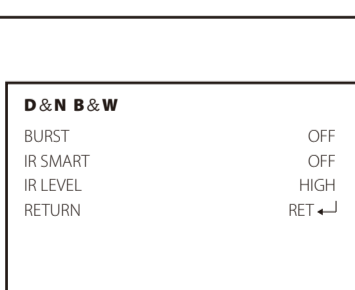 D&N B&W
BURST OFF
IR SMART OFF
IR LEVEL HIGH
RETURN RET ↵